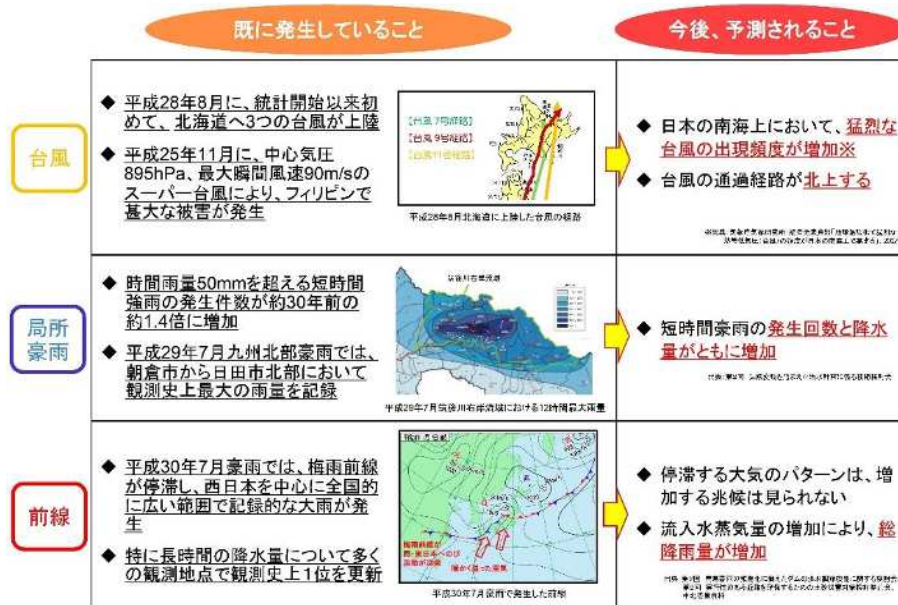 既に発生していること
今後、予測されること
台風
◆ 平成28年8月に、統計開始以来初
めて、北海道へ3つの台風が上陸
◆ 平成25年11月に、中心気圧
895hPa、最大瞬間風速90m/sの
スーパー台風により、フィリピンで
甚大な被害が発生
【台風7号経路】
【台風9号経路】
【台風11号経路】
平成28年8月北海道に上陸した台風の経路
◆ 日本の南海上において、猛烈な
台風の出現頻度が増加※
◆ 台風の通過経路が北上する
局所
豪雨
◆ 時間雨量50mmを超える短時間
強雨の発生件数が約30年前の
約1.4倍に増加
◆ 平成29年7月九州北部豪雨では、
朝倉市から日田市北部において
観測史上最大の雨量を記録
筑後川右岸流域
平成29年7月筑後川右岸流域における12時間最大雨量
◆ 短時間豪雨の発生回数と降水
量がともに増加
前線
◆ 平成30年7月豪雨では、梅雨前線
が停滞し、西日本を中心に全国的
に広い範囲で記録的な大雨が発
生
◆ 特に長時間の降水量について多く
の観測地点で観測史上1位を更新
梅雨前線が
暖かく湿った空気
平成30年7月豪雨で発生した前線
◆ 停滞する大気のパターンは、増
加する兆候は見られない
◆ 流入水蒸気量の増加により、総
降雨量が増加